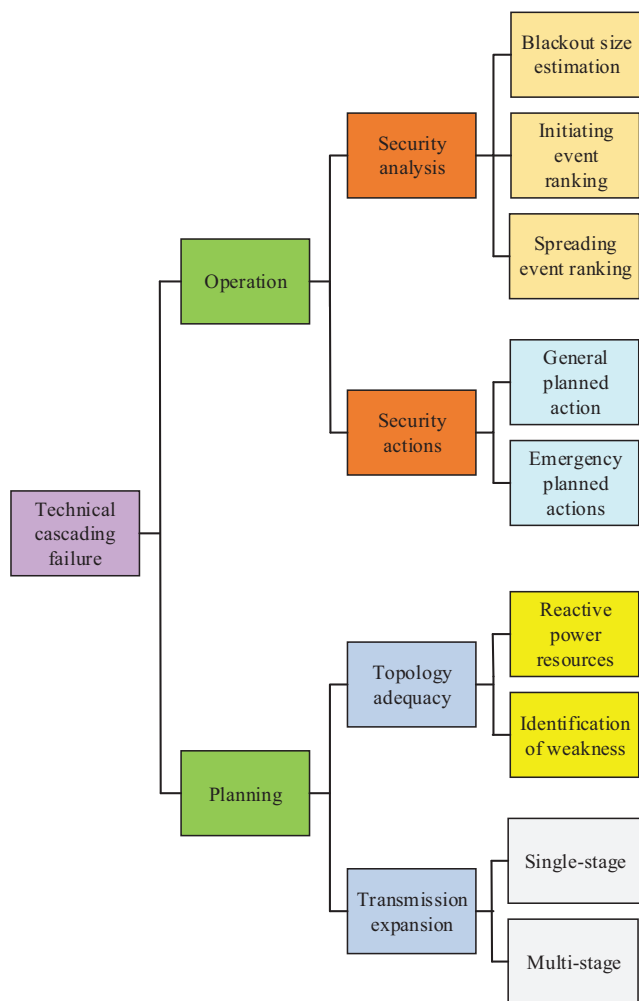 Blackout size
estimation
Initiating
event
ranking
Security
analysis
Spreading
event ranking
Operation
General
planned
action
Security
actions
Emergency
planned
actions
Technical
cascading
failure
Reactive
power
resources
Topology
adequacy
Identification
of weakness
Planning
Single-stage
Transmission
expansion
Multi-stage